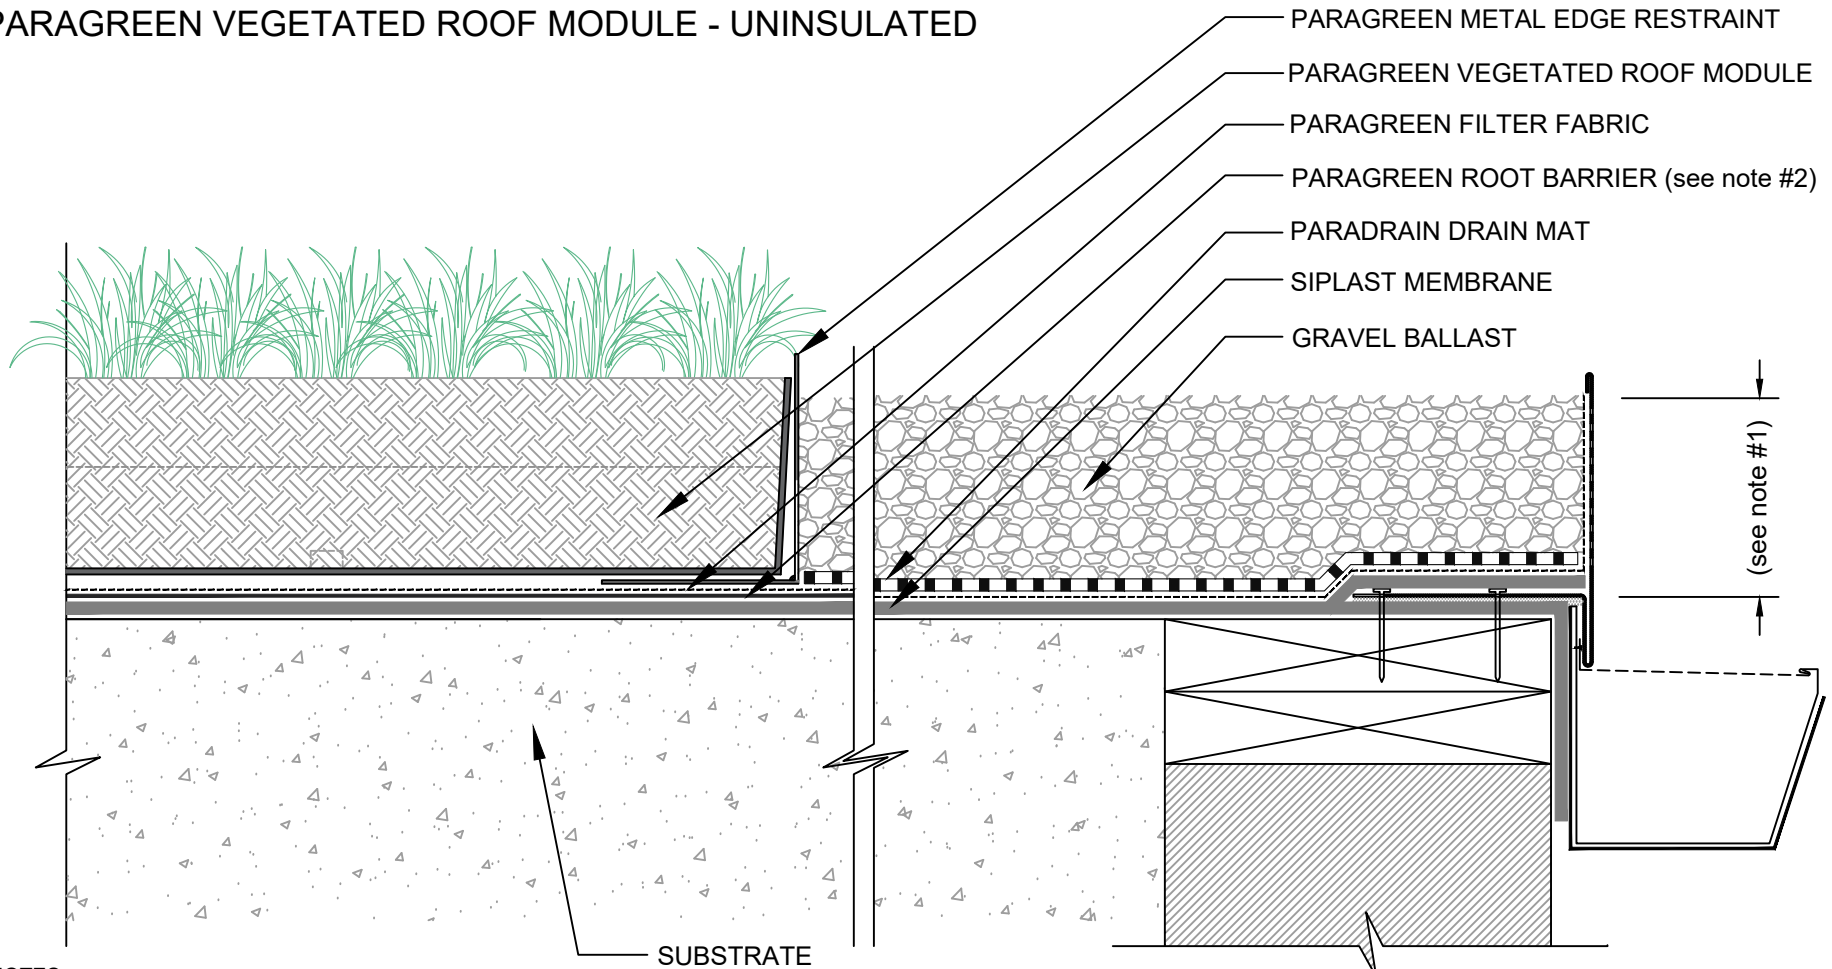 PARAGREEN VEGETATED ROOF MODULE - UNINSULATED
PARAGREEN METAL EDGE RESTRAINT
PARAGREEN VEGETATED ROOF MODULE
PARAGREEN FILTER FABRIC
PARAGREEN ROOT BARRIER (see note #2)
PARADRAIN DRAIN MAT
SIPLAST MEMBRANE
GRAVEL BALLAST
(see note #1)
SUBSTRATE